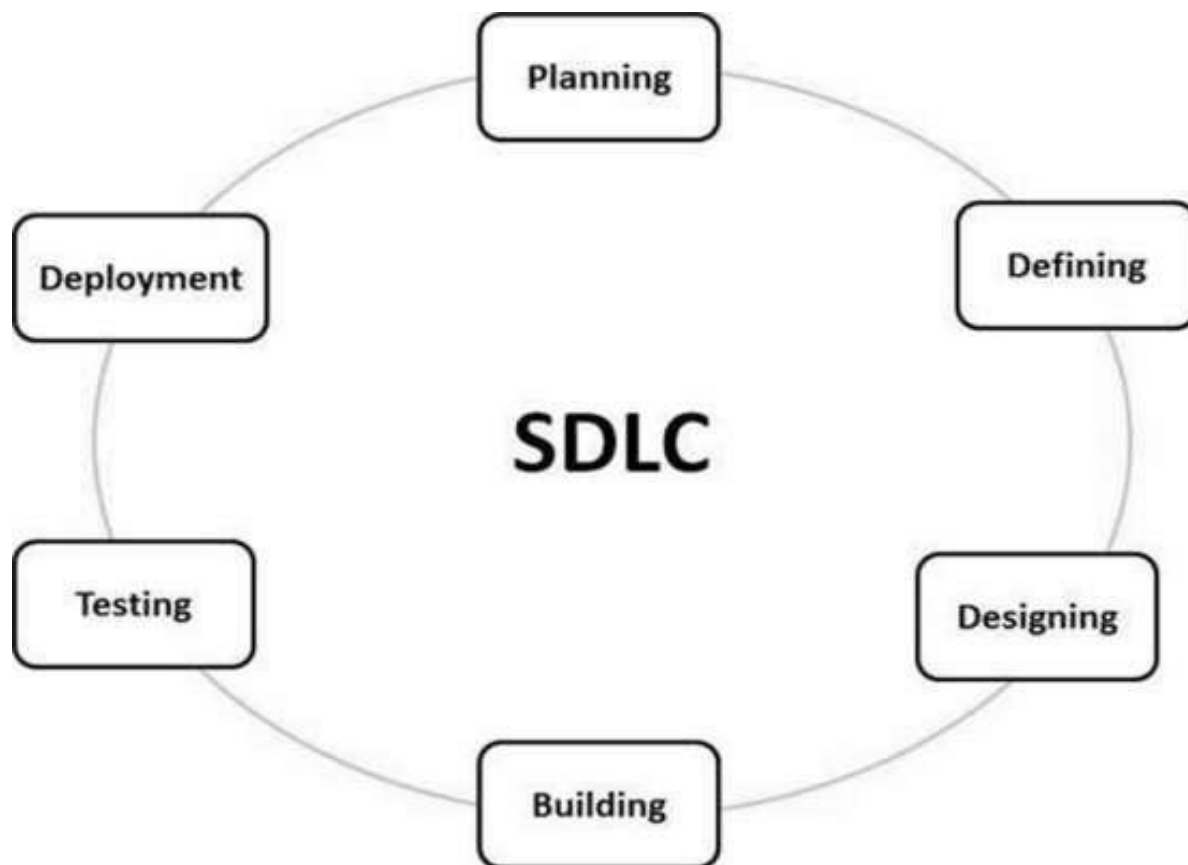 Planning
Defining
Deployment
SDLC
Designing
Testing
Building